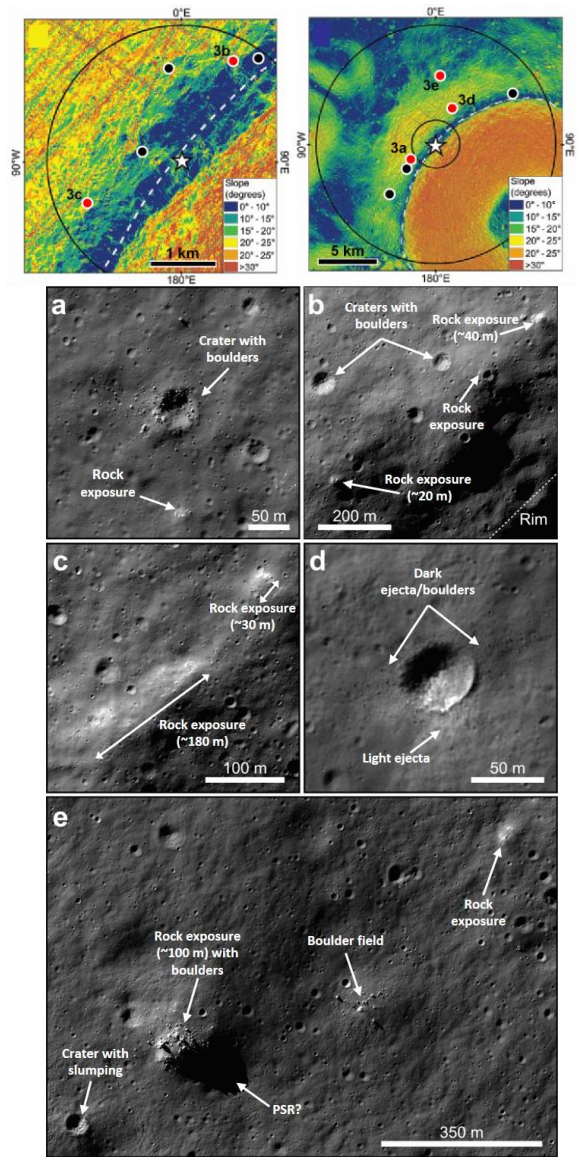 0°
3b
90°W
90°E
3c
Slope
(degrees)
0° - 10°
10° - 15°
15° - 20°
20° - 25°
20° - 25°
>30°
1 km
180°
0°
3e
3d
3a
90°W
90°E
Slope
(degrees)
0° - 10°
10° - 15°
15° - 20°
20° - 25°
20° - 25°
>30°
5 km
180°
a
Crater with
boulders
Rock
exposure
50 m
b
Craters with
boulders
Rock exposure
(~40 m)
Rock
exposure
Rock exposure
(~20 m)
200 m
Rim
c
Rock exposure
(~30 m)
Rock exposure
(~180 m)
100 m
d
Dark
ejecta/boulders
Light ejecta
50 m
e
Rock
exposure
Rock exposure
(~100 m) with
boulders
Boulder field
Crater with
slumping
PSR?
350 m